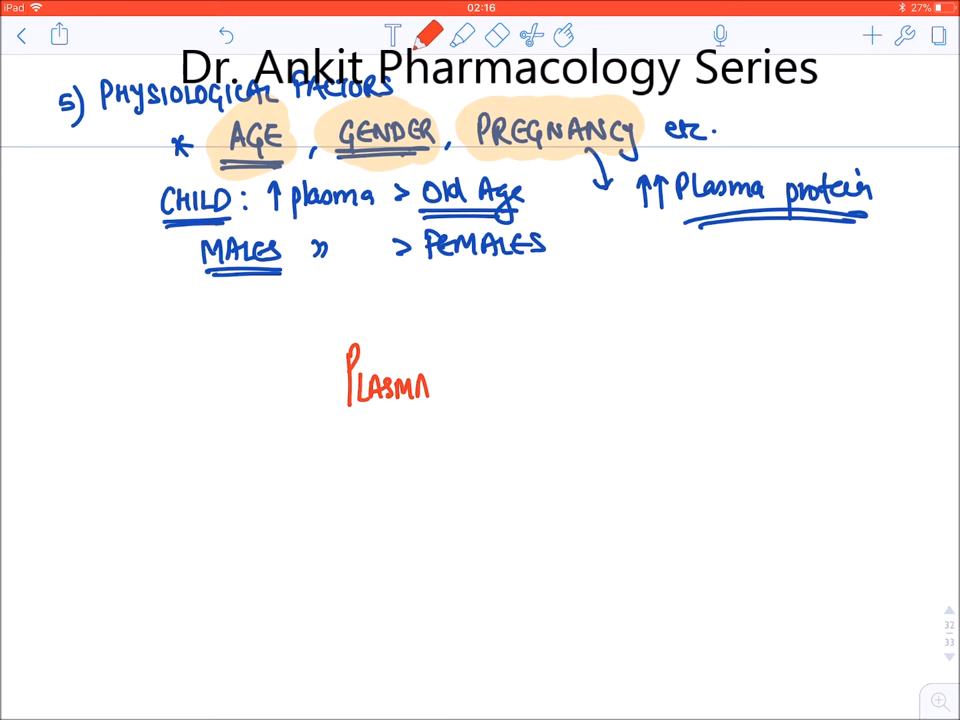 iPad 02:16 27%
T
Dr. Ankit Pharmacology Series
5) PHYSIOLOGICAL FACTORS
* AGE, GENDER, PREGNANCY etc.
CHILD: ↑ plasma > Old Age ↑↑ Plasma protein
MALES " > FEMALES
PLASMA
32
33